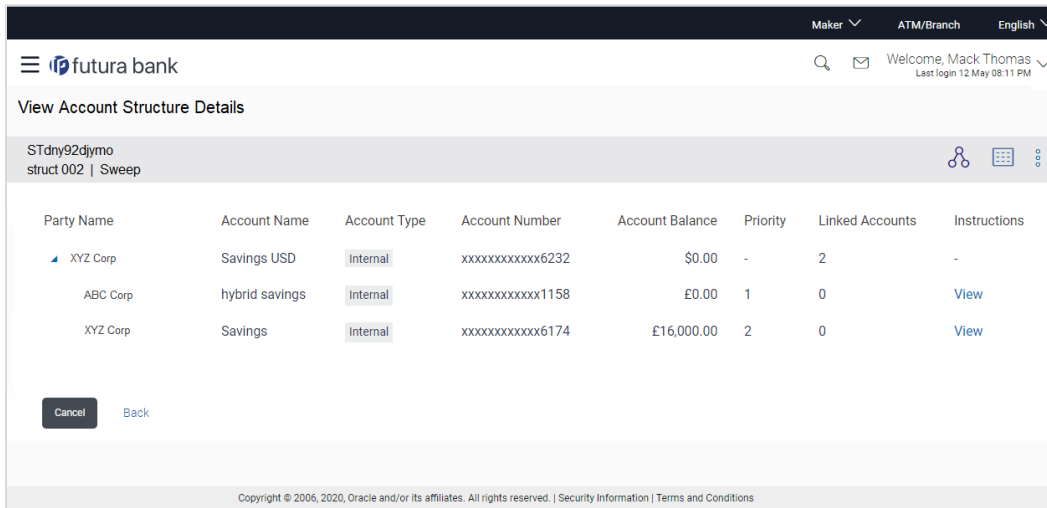 Maker ATM/Branch English
futura bank
Welcome, Mack Thomas
Last login 12 May 08:11 PM
View Account Structure Details
STdny92djymo
struct 002 | Sweep
Party Name Account Name Account Type Account Number Account Balance Priority Linked Accounts Instructions
XYZ Corp Savings USD Internal xxxxxxxxxxxx6232 $0.00 - 2 -
ABC Corp hybrid savings Internal xxxxxxxxxxxx1158 £0.00 1 0 View
XYZ Corp Savings Internal xxxxxxxxxxxx6174 £16,000.00 2 0 View
Cancel Back
Copyright © 2006, 2020, Oracle and/or its affiliates. All rights reserved. | Security Information | Terms and Conditions